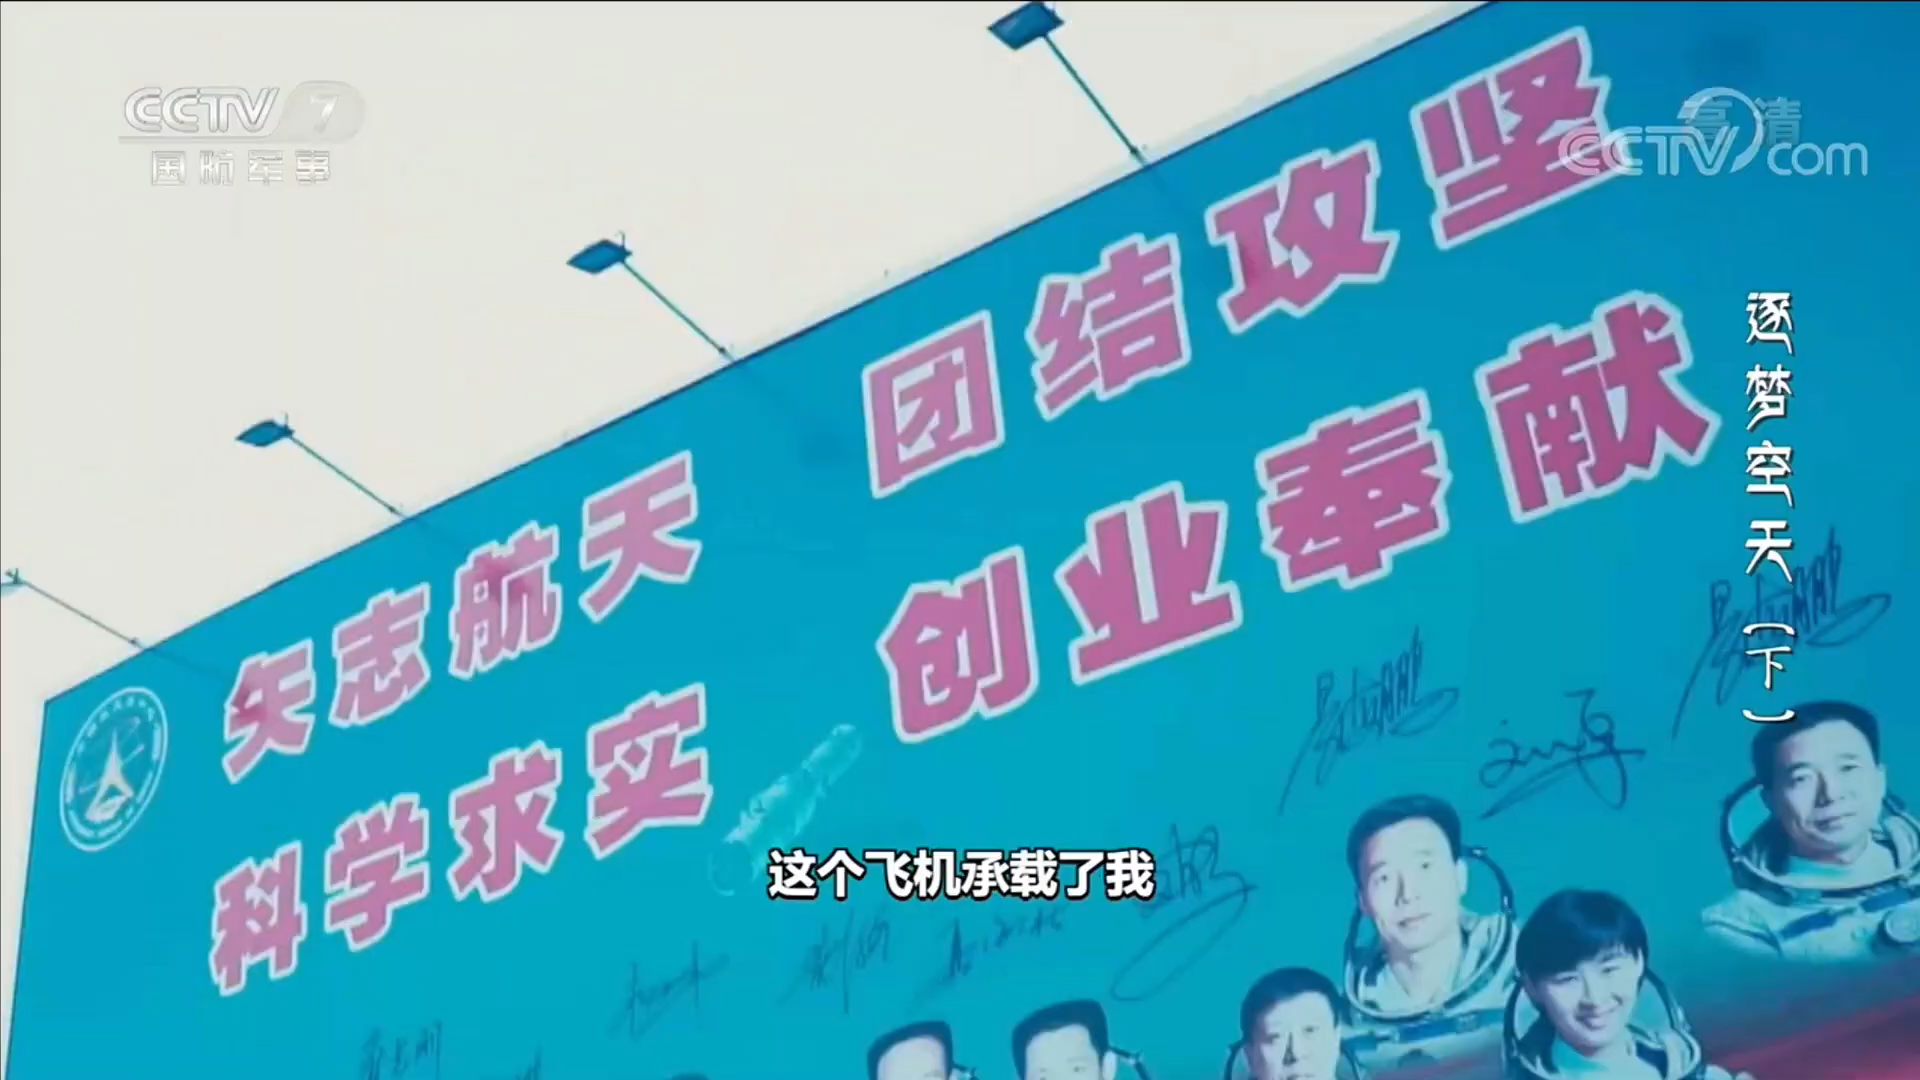 CCTV 7
国防军事
高清
CCTV com
逐梦空天（下）
矢志航天 团结攻坚
科学求实 创业奉献
这个飞机承载了我